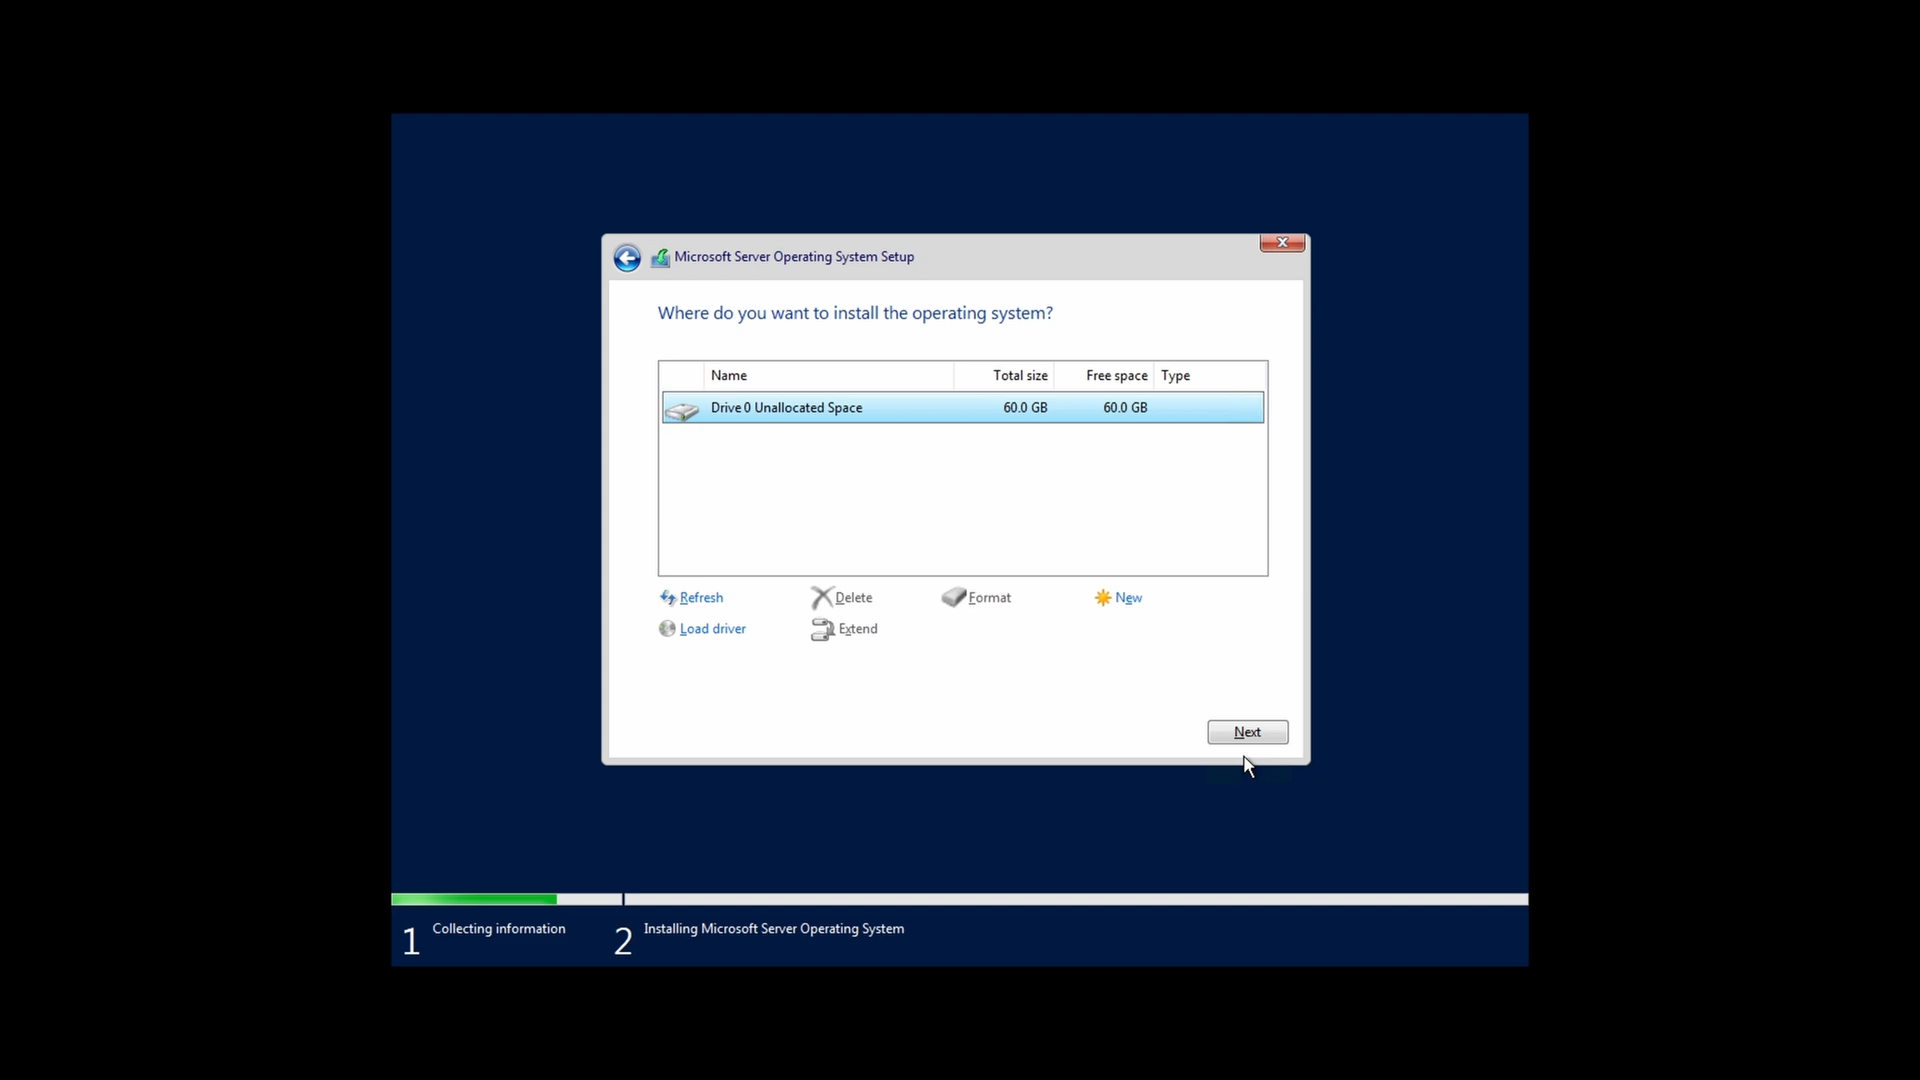 Microsoft Server Operating System Setup
Where do you want to install the operating system?
Name Total size Free space Type
Drive 0 Unallocated Space 60.0 GB 60.0 GB
Refresh Delete Format New
Load driver Extend
Next
1 Collecting information 2 Installing Microsoft Server Operating System